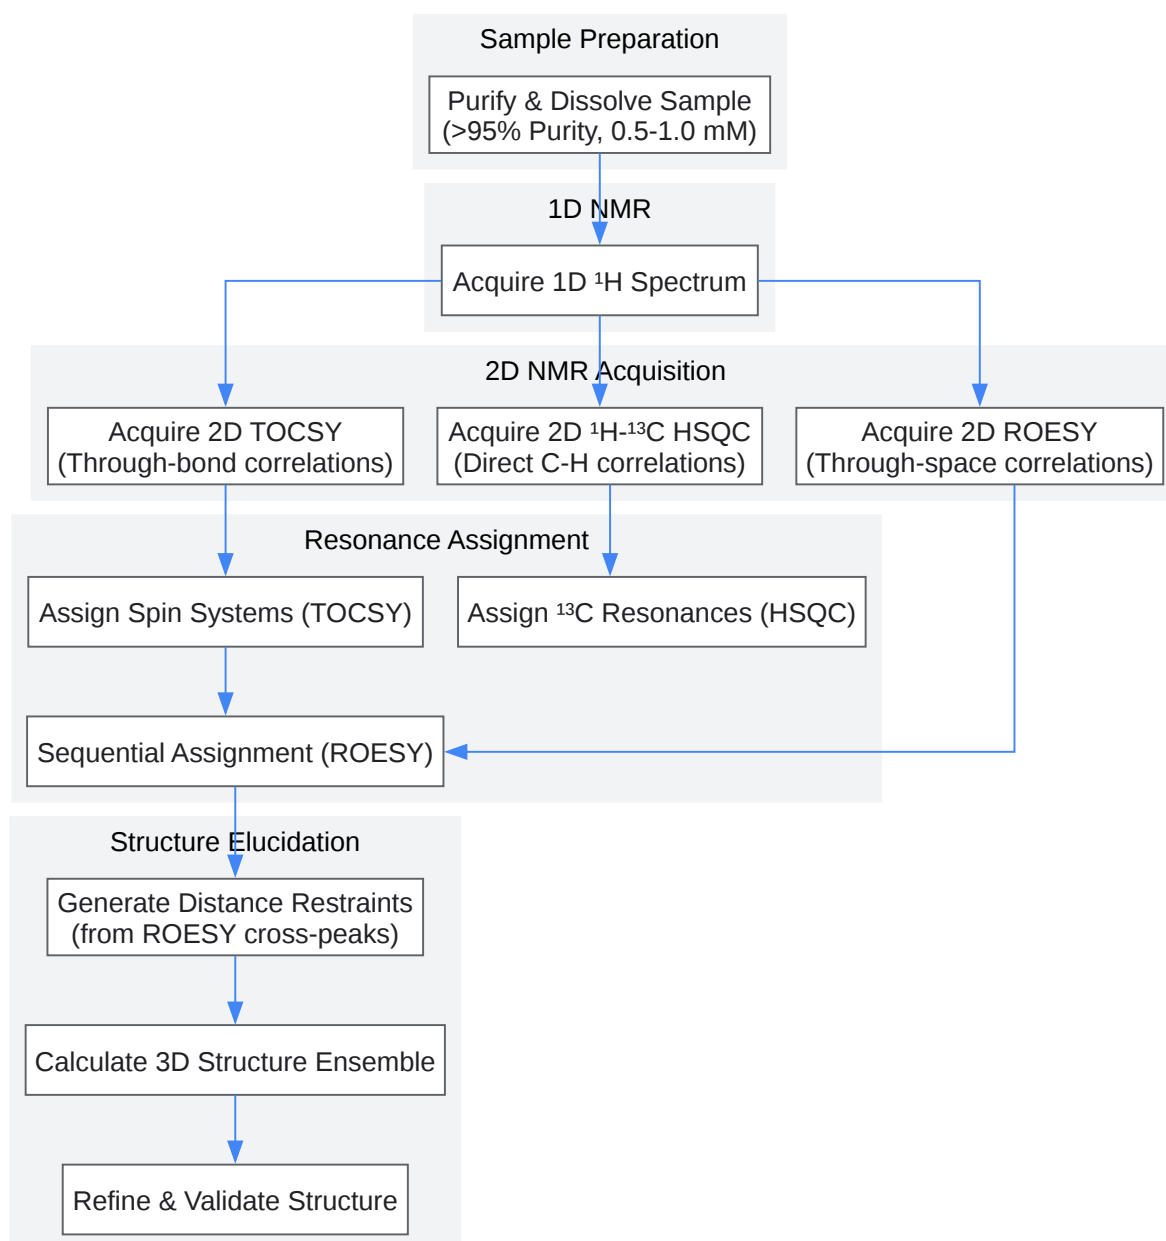 Sample Preparation
Purify & Dissolve Sample
(>95% Purity, 0.5-1.0 mM)
1D NMR
Acquire 1D ¹H Spectrum
2D NMR Acquisition
Acquire 2D TOCSY
(Through-bond correlations)
Acquire 2D ¹H-¹³C HSQC
(Direct C-H correlations)
Acquire 2D ROESY
(Through-space correlations)
Resonance Assignment
Assign Spin Systems (TOCSY)
Assign ¹³C Resonances (HSQC)
Sequential Assignment (ROESY)
Structure Elucidation
Generate Distance Restraints
(from ROESY cross-peaks)
Calculate 3D Structure Ensemble
Refine & Validate Structure